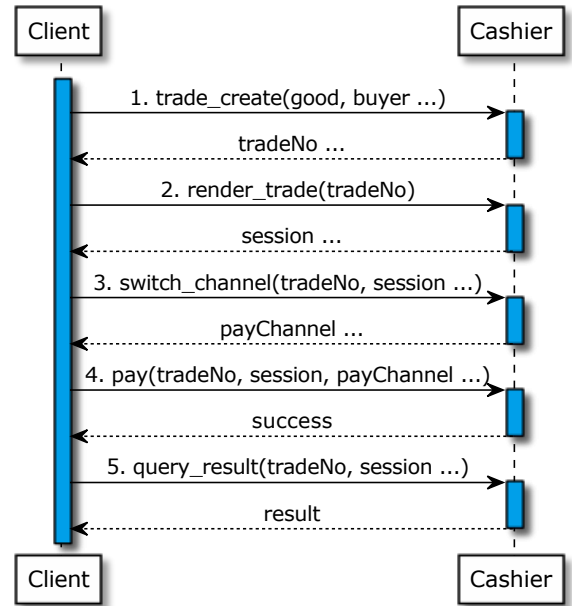 Client
Cashier
1. trade_create(good, buyer ...)
tradeNo ...
2. render_trade(tradeNo)
session ...
3. switch_channel(tradeNo, session ...)
payChannel ...
4. pay(tradeNo, session, payChannel ...)
success
5. query_result(tradeNo, session ...)
result
Client
Cashier